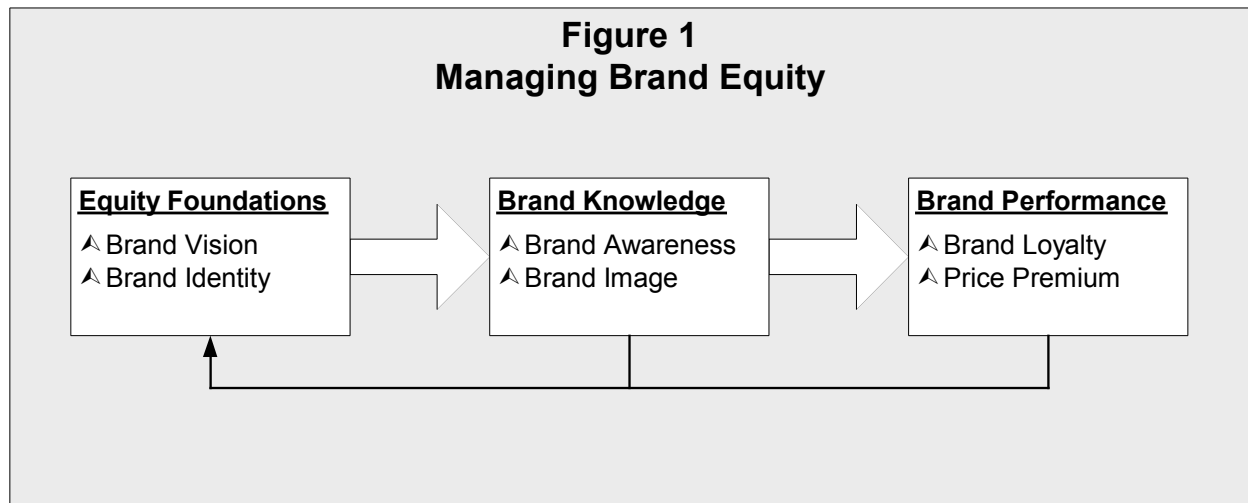 Figure 1
Managing Brand Equity
Equity Foundations
Brand Vision
Brand Identity
Brand Knowledge
Brand Awareness
Brand Image
Brand Performance
Brand Loyalty
Price Premium